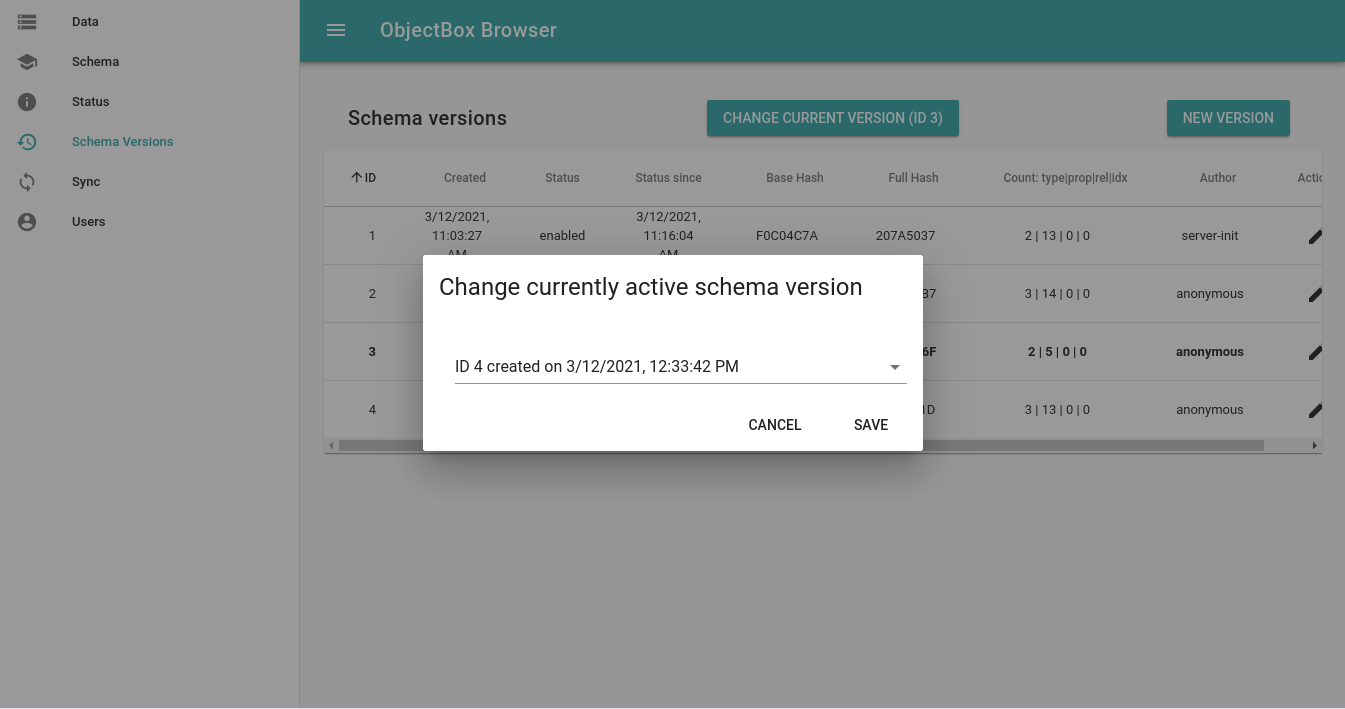 Data
Schema
Status
Schema Versions
Sync
Users
ObjectBox Browser
Schema versions
CHANGE CURRENT VERSION (ID 3)
NEW VERSION
ID Created Status Status since Base Hash Full Hash Count: type|prop|rel|idx Author
3/12/2021, 3/12/2021,
1 11:03:27 enabled 11:16:04 F0C04C7A 207A5037 2 | 13 | 0 | 0 server-init
AM AM
2 B7 3 | 14 | 0 | 0 anonymous
3 6F 2 | 5 | 0 | 0 anonymous
4 1D 3 | 13 | 0 | 0 anonymous
Change currently active schema version
ID 4 created on 3/12/2021, 12:33:42 PM
CANCEL SAVE